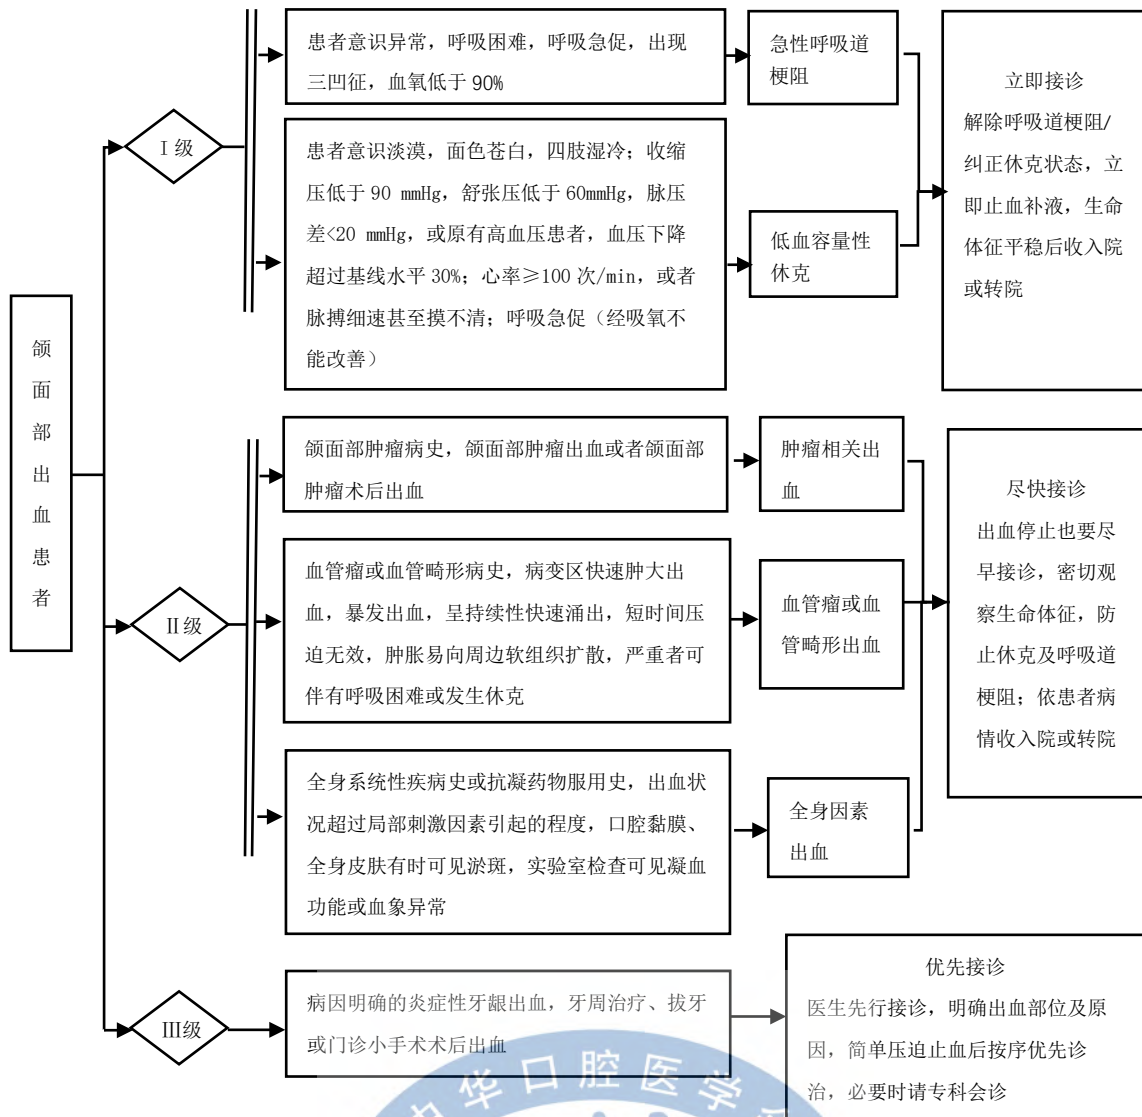 颌
面
部
出
血
患
者
I 级
患者意识异常，呼吸困难，呼吸急促，出现
三凹征，血氧低于 90%
急性呼吸道
梗阻
患者意识淡漠，面色苍白，四肢湿冷；收缩
压低于 90 mmHg，舒张压低于 60mmHg，脉压
差<20 mmHg，或原有高血压患者，血压下降
超过基线水平 30%；心率≥100 次/min，或者
脉搏细速甚至摸不清；呼吸急促（经吸氧不
能改善）
低血容量性
休克
立即接诊
解除呼吸道梗阻/
纠正休克状态，立
即止血补液，生命
体征平稳后收入院
或转院
II 级
颌面部肿瘤病史，颌面部肿瘤出血或者颌面部
肿瘤术后出血
肿瘤相关出
血
血管瘤或血管畸形病史，病变区快速肿大出
血，暴发出血，呈持续性快速涌出，短时间压
迫无效，肿胀易向周边软组织扩散，严重者可
伴有呼吸困难或发生休克
血管瘤或血
管畸形出血
全身系统性疾病史或抗凝药物服用史，出血状
况超过局部刺激因素引起的程度，口腔黏膜、
全身皮肤有时可见淤斑，实验室检查可见凝血
功能或血象异常
全身因素
出血
尽快接诊
出血停止也要尽
早接诊，密切观
察生命体征，防
止休克及呼吸道
梗阻；依患者病
情收入院或转院
III级
病因明确的炎症性牙龈出血，牙周治疗、拔牙
或门诊小手术术后出血
优先接诊
医生先行接诊，明确出血部位及原
因，简单压迫止血后按序优先诊
治，必要时请专科会诊
中华口腔医学会